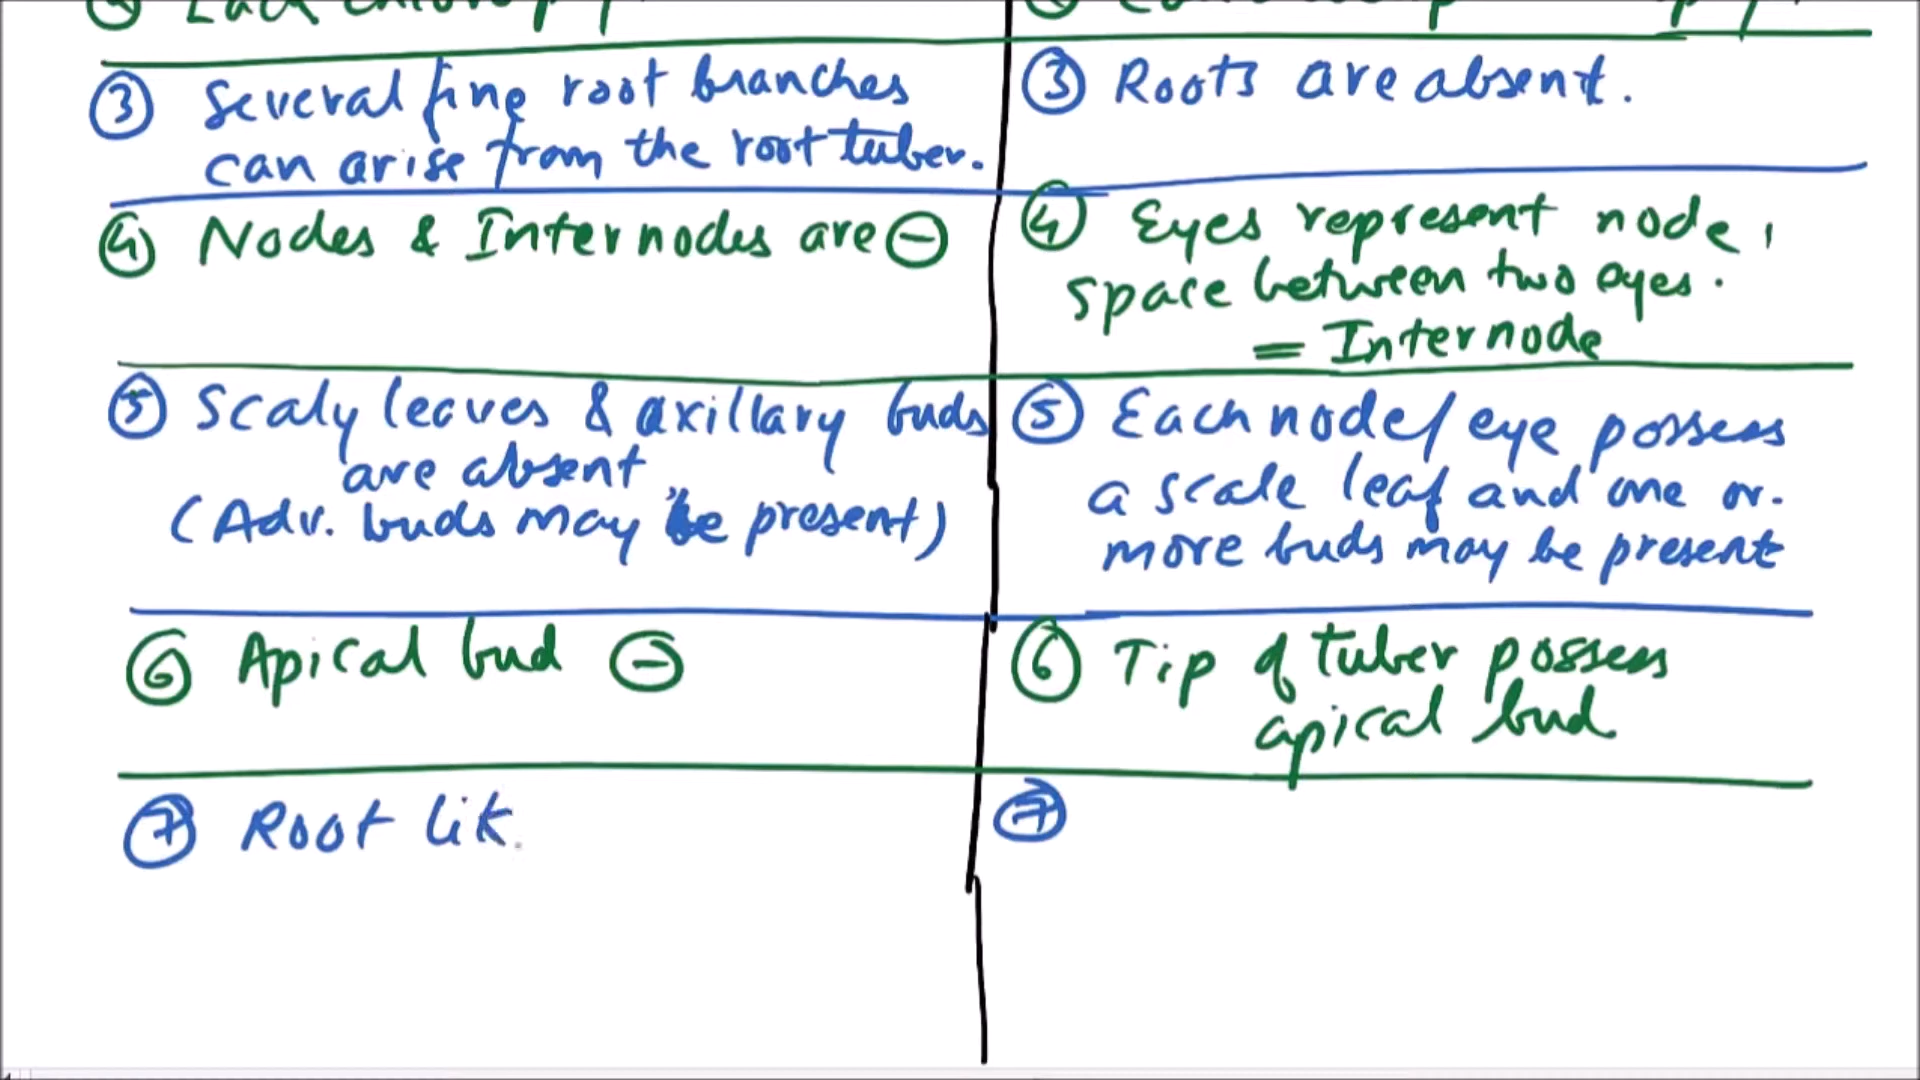 ③ Several fine root branches
can arise from the root tuber.
③ Roots are absent.
④ Nodes & Internodes are ⊖
④ Eyes represent node,
space between two eyes.
= Internode
⑤ Scaly leaves & axillary buds
are absent
(Adv. buds may be present)
⑤ Each node/eye possess
a scale leaf and one or.
more buds may be present
⑥ Apical bud ⊖
⑥ Tip of tuber possess
apical bud
⑦ Root lik
⑦